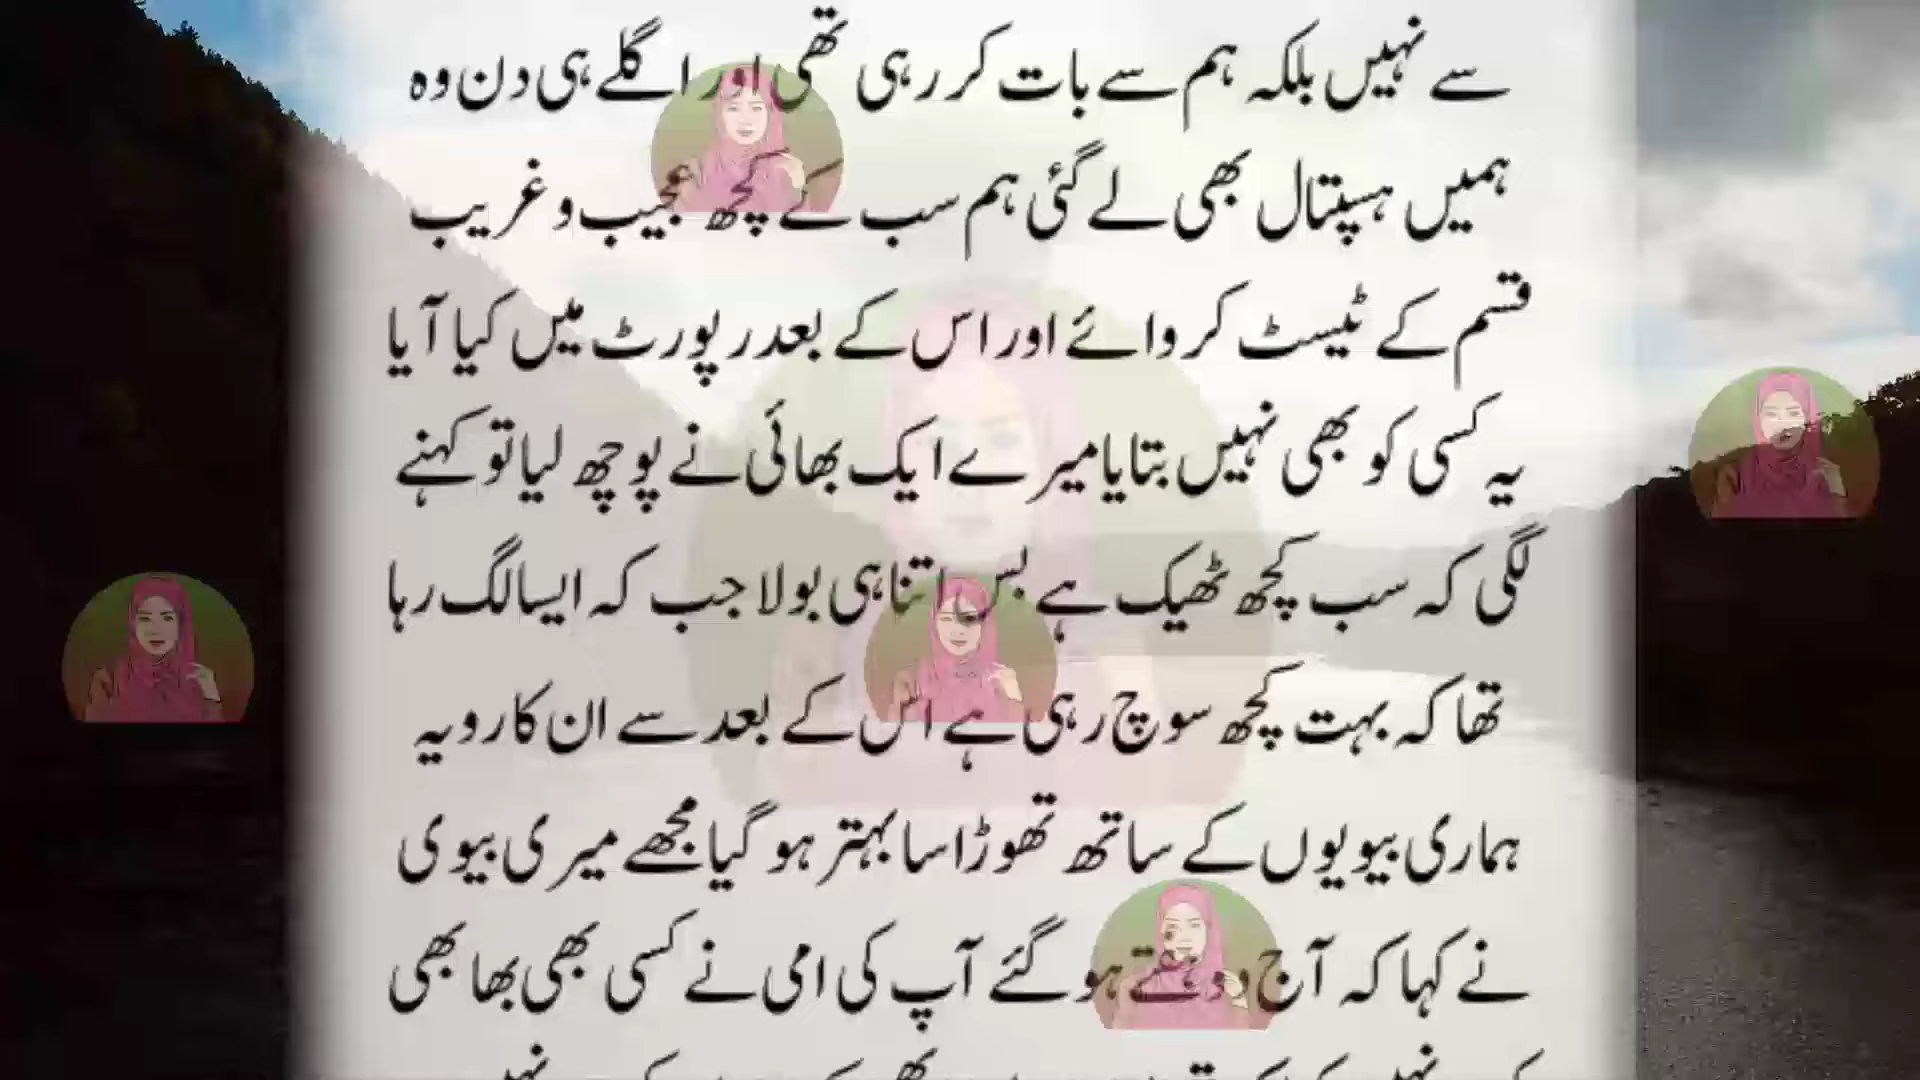 سے نہیں بلکہ ہم سے بات کر رہی تھی اور اگلے ہی دن وہ
ہمیں ہسپتال بھی لے گئی ہم سب کے کچھ عجیب و غریب
قسم کے ٹیسٹ کروائے اور اس کے بعد رپورٹ میں کیا آیا
یہ کسی کو بھی نہیں بتایا میرے ایک بھائی نے پوچھ لیا تو کہنے
لگی کہ سب کچھ ٹھیک ہے بس اتنا ہی بولا جب کہ ایسا لگ رہا
تھا کہ بہت کچھ سوچ رہی ہے اس کے بعد سے ان کا رویہ
ہماری بیویوں کے ساتھ تھوڑا سا بہتر ہو گیا مجھے میری بیوی
نے کہا کہ آج دو ہفتے ہو گئے آپ کی امی نے کسی بھی بھابھی